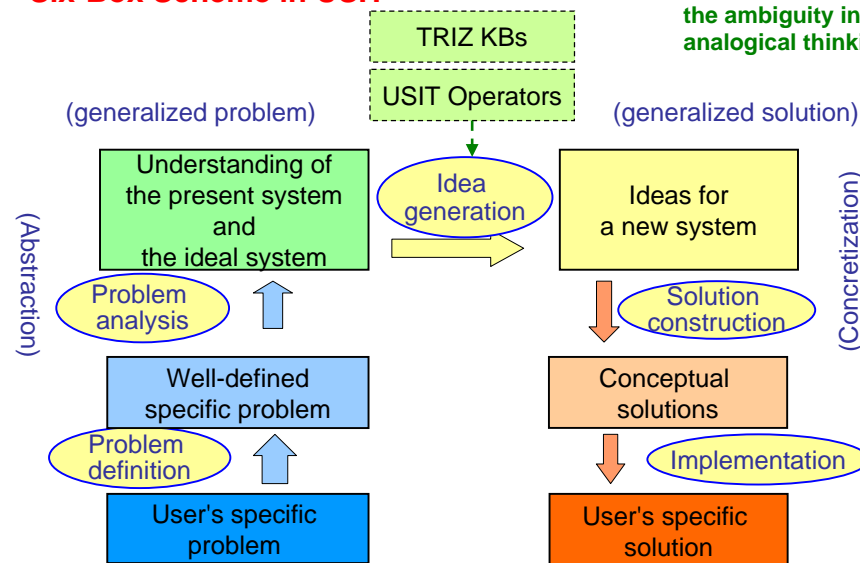 TRIZ KBs
the ambiguity in
analogical
USIT Operators
(generalized problem)
(generalized solution)
Understanding of
the present system
and
the ideal system
Idea
generation
Ideas for
a new system
(Abstraction)
(Concretization)
Problem
analysis
Solution
construction
Well-defined
specific problem
Conceptual
solutions
Problem
definition
Implementation
User's specific
problem
User's specific
solution